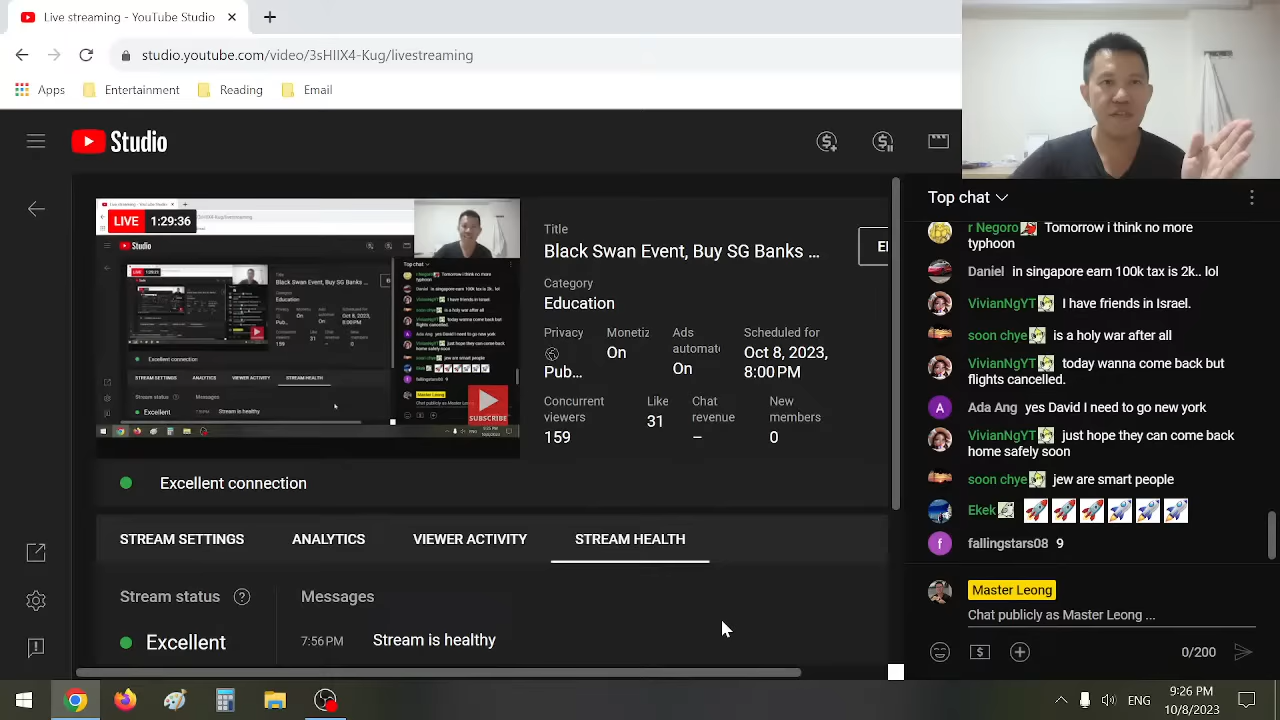 Live streaming - YouTube Studio
studio.youtube.com/video/3sHIIX4-Kug/livestreaming
Apps
Entertainment
Reading
Email
Studio
LIVE 1:29:36
SUBSCRIBE
Title
Black Swan Event, Buy SG Banks ...
Category
Education
Privacy
Pub...
Monetiz
On
Ads
automate
On
Scheduled for
Oct 8, 2023,
8:00 PM
Concurrent
viewers
159
Like
31
Chat
revenue
–
New
members
0
Excellent connection
STREAM SETTINGS
ANALYTICS
VIEWER ACTIVITY
STREAM HEALTH
Stream status
Messages
Excellent
7:56 PM
Stream is healthy
Top chat
r Negoro Tomorrow i think no more
typhoon
Daniel in singapore earn 100k tax is 2k.. lol
VivianNgYT I have friends in Israel.
soon chye is a holy war after all
VivianNgYT today wanna come back but
flights cancelled.
A
Ada Ang yes David I need to go new york
VivianNgYT just hope they can come back
home safely soon
soon chye jew are smart people
Ekek
f
fallingstars08 9
Master Leong
Chat publicly as Master Leong ...
0/200
ENG
9:26 PM
10/8/2023